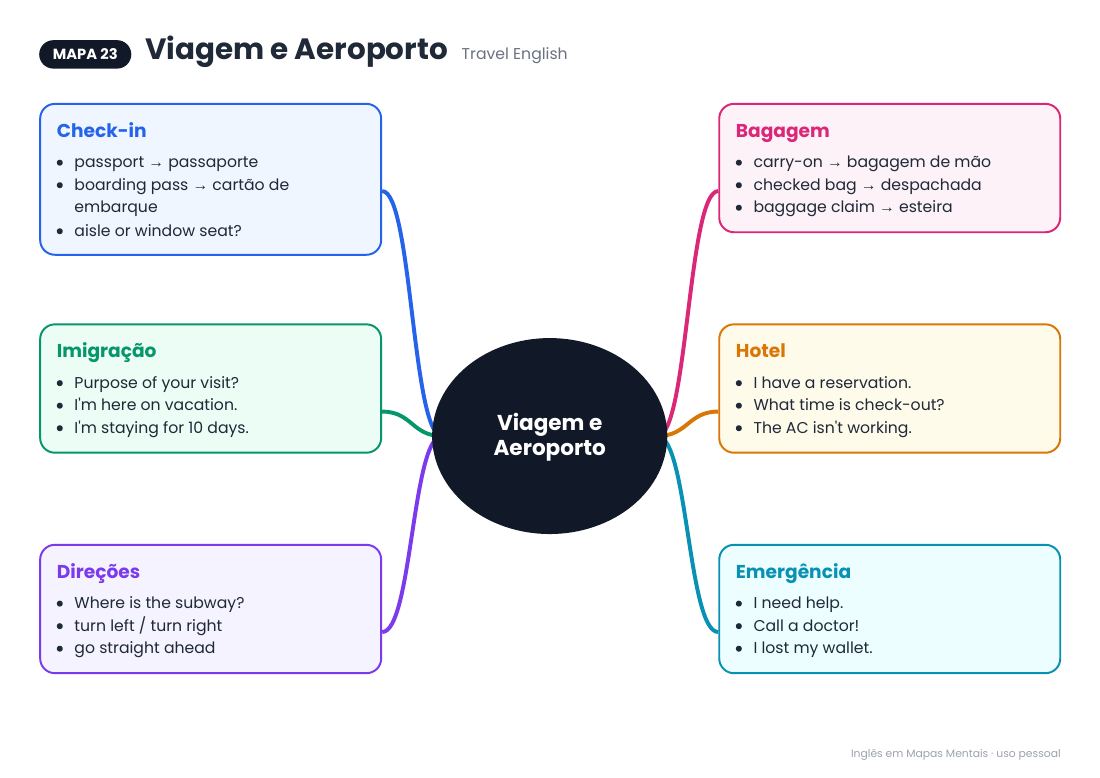 MAPA 23 Viagem e Aeroporto Travel English
Check-in
• passport → passaporte
• boarding pass → cartão de
embarque
• aisle or window seat?
Bagagem
• carry-on → bagagem de mão
• checked bag → despachada
• baggage claim → esteira
Imigração
• Purpose of your visit?
• I'm here on vacation.
• I'm staying for 10 days.
Viagem e
Aeroporto
Hotel
• I have a reservation.
• What time is check-out?
• The AC isn't working.
Direções
• Where is the subway?
• turn left / turn right
• go straight ahead
Emergência
• I need help.
• Call a doctor!
• I lost my wallet.
Inglês em Mapas Mentais · uso pessoal